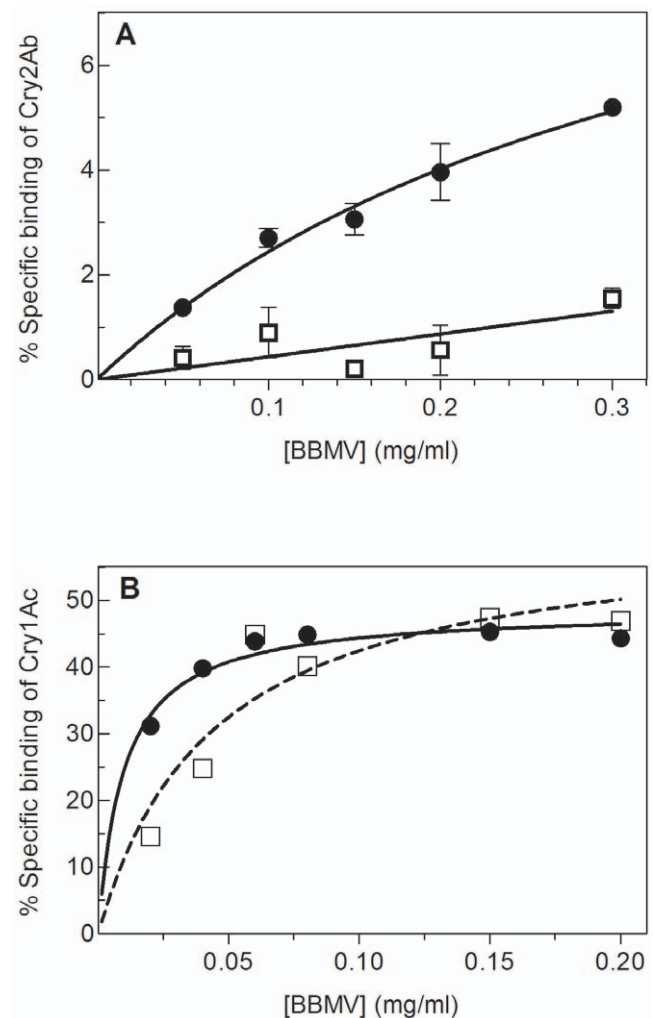 A
% Specific binding of Cry2Ab
6
4
2
0
0.1 0.2 0.3
[BBMV] (mg/ml)
B
% Specific binding of Cry1Ac
50
40
30
20
10
0
0.05 0.10 0.15 0.20
[BBMV] (mg/ml)